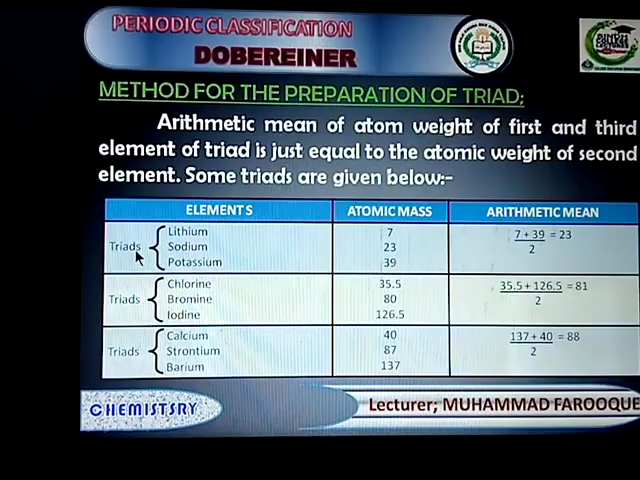 PERIODIC CLASSIFICATION
DOBEREINER
METHOD FOR THE PREPARATION OF TRIAD;
Arithmetic mean of atom weight of first and third
element of triad is just equal to the atomic weight of second
element. Some triads are given below:-
ELEMENTS ATOMIC MASS ARITHMETIC MEAN
Triads { Lithium 7 7 + 39 = 23
Sodium 23 2
Potassium 39
Triads { Chlorine 35.5 35.5 + 126.5 = 81
Bromine 80 2
Iodine 126.5
Triads { Calcium 40 137 + 40 = 88
Strontium 87 2
Barium 137
CHEMISTSRY
Lecturer; MUHAMMAD FAROOQUE